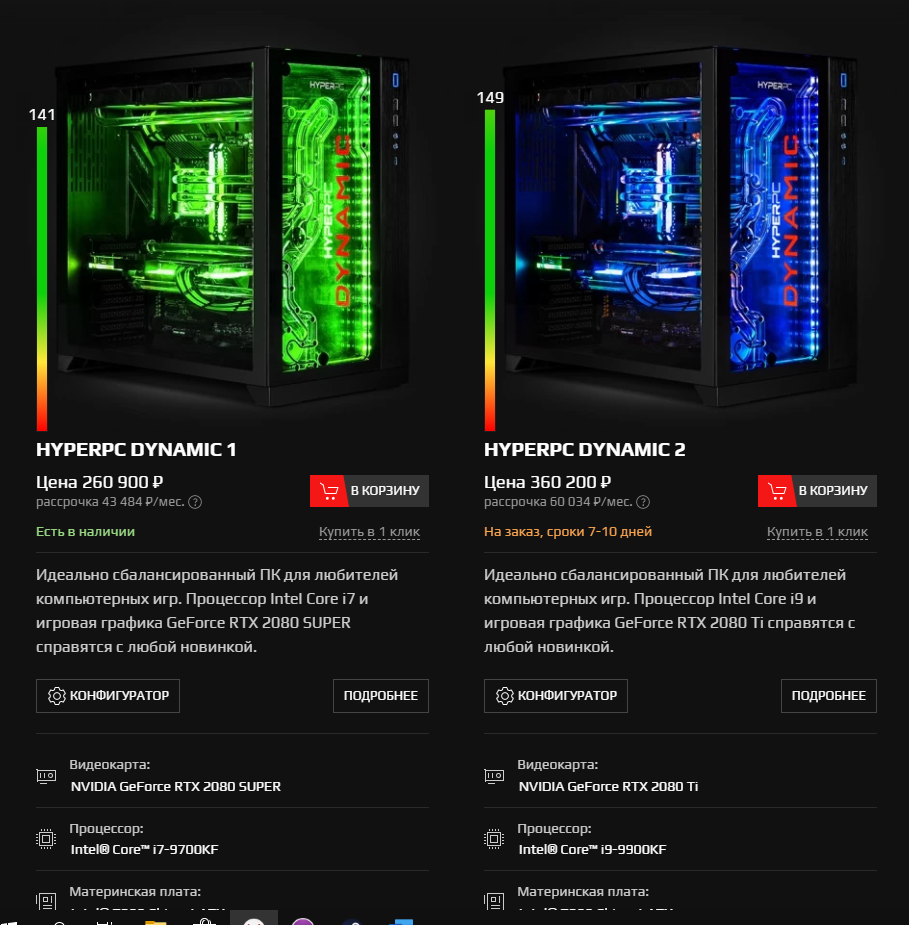 141
HYPERPC
HYPERPC
DYNAMIC
HYPERPC DYNAMIC 1
Цена 260 900 ₽
рассрочка 43 484 ₽/мес. ?
В КОРЗИНУ
Есть в наличии
Купить в 1 клик
Идеально сбалансированный ПК для любителей
компьютерных игр. Процессор Intel Core i7 и
игровая графика GeForce RTX 2080 SUPER
справятся с любой новинкой.
КОНФИГУРАТОР
ПОДРОБНЕЕ
Видеокарта:
NVIDIA GeForce RTX 2080 SUPER
Процессор:
Intel® Core™ i7-9700KF
Материнская плата:
149
HYPERPC
HYPERPC
DYNAMIC
HYPERPC DYNAMIC 2
Цена 360 200 ₽
рассрочка 60 034 ₽/мес. ?
В КОРЗИНУ
На заказ, сроки 7-10 дней
Купить в 1 клик
Идеально сбалансированный ПК для любителей
компьютерных игр. Процессор Intel Core i9 и
игровая графика GeForce RTX 2080 Ti справятся с
любой новинкой.
КОНФИГУРАТОР
ПОДРОБНЕЕ
Видеокарта:
NVIDIA GeForce RTX 2080 Ti
Процессор:
Intel® Core™ i9-9900KF
Материнская плата: